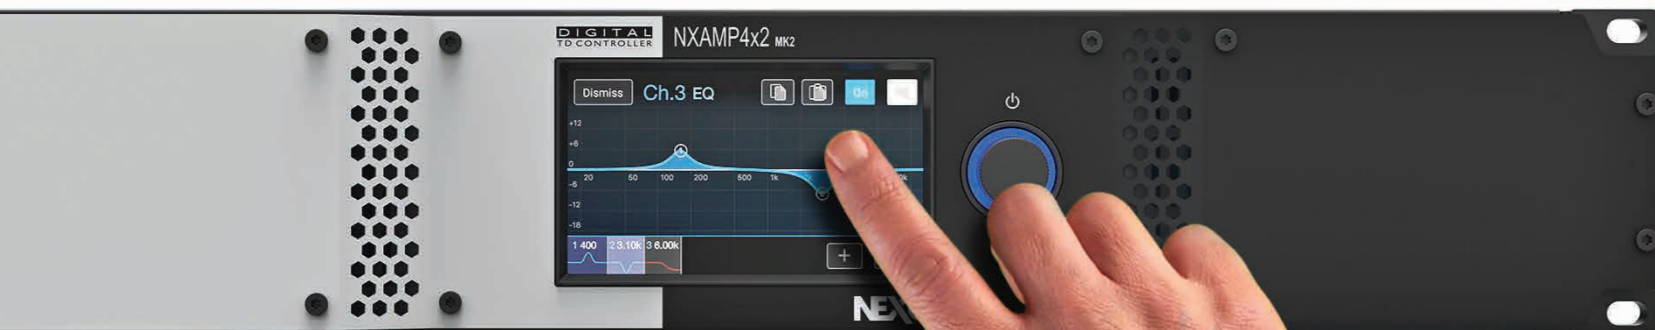 DIGITAL
TD CONTROLLER
NXAMP4x2 MK2
Dismiss
Ch.3 EQ
On
+12
+6
0
-6
-12
-18
20 50 100 200 500 1k
1 400
2 3.10k
3 6.00k
+